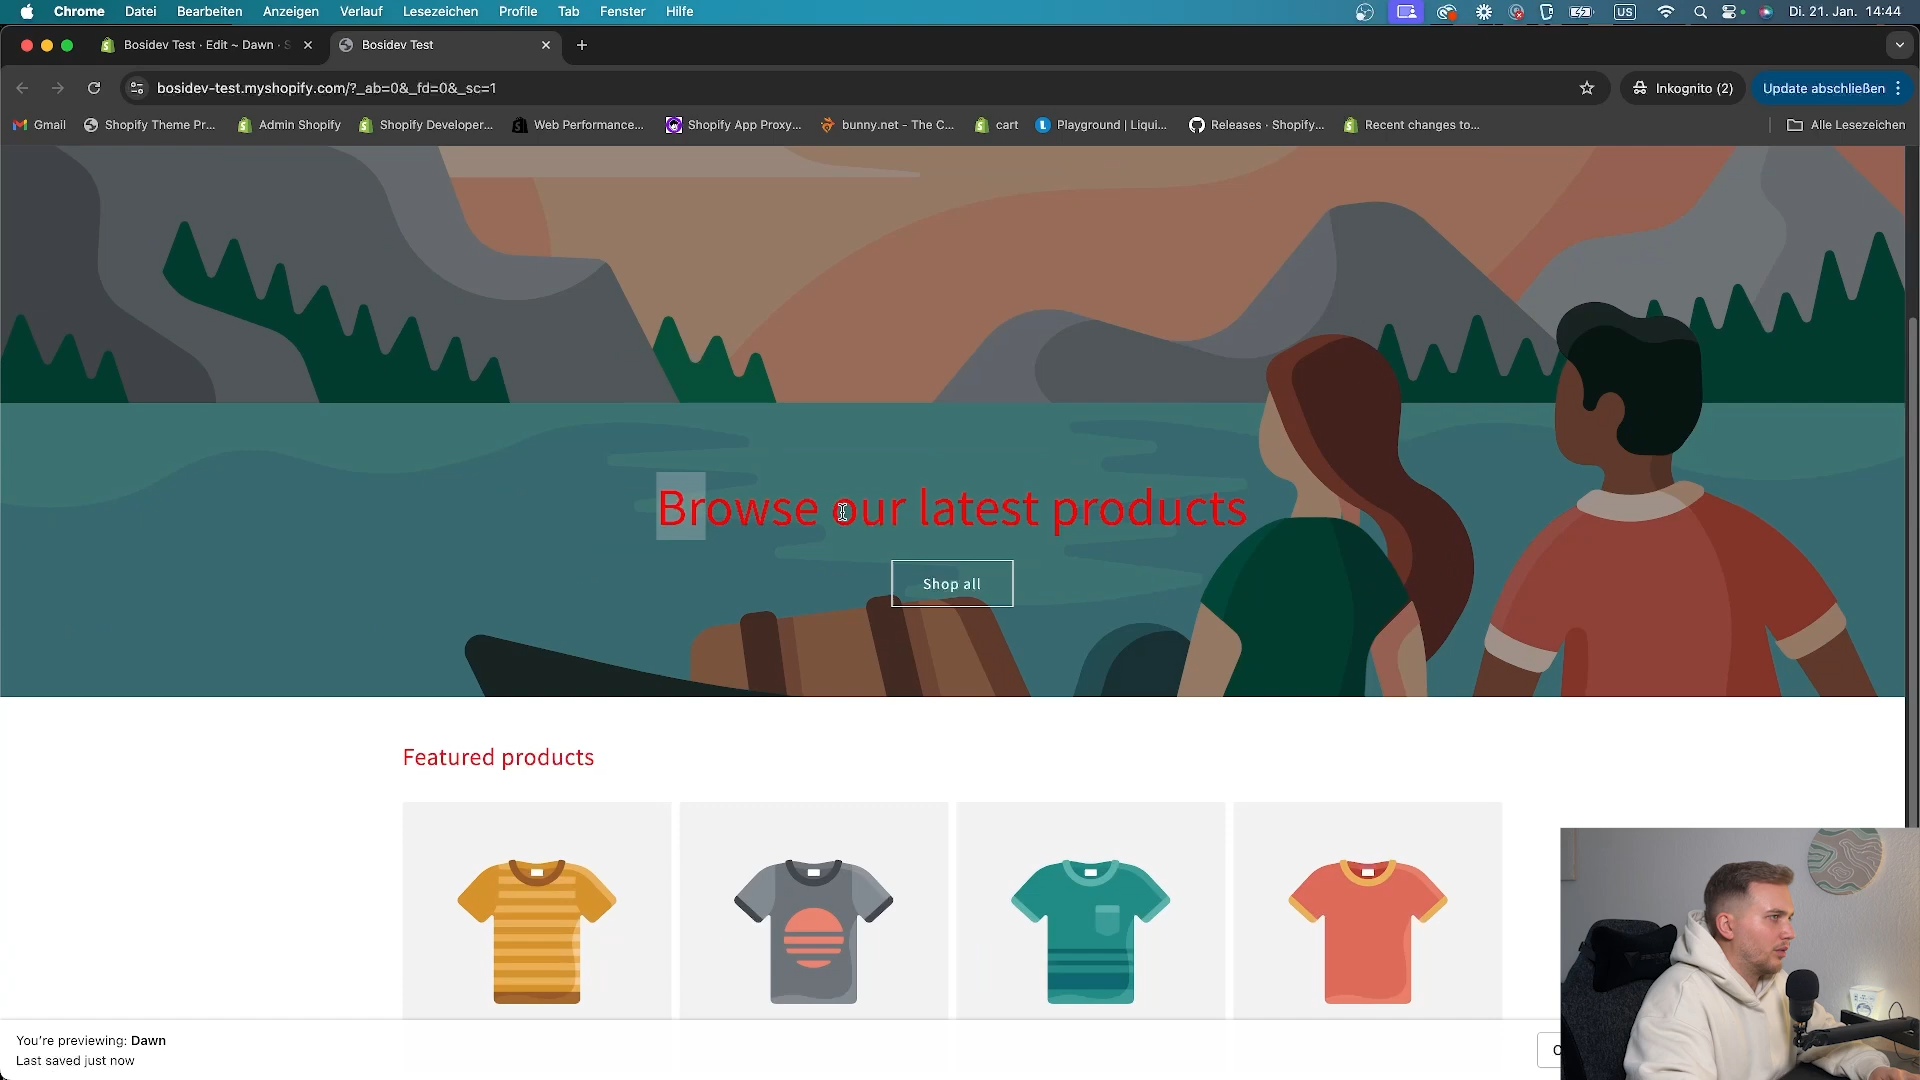 Chrome Datei Bearbeiten Anzeigen Verlauf Lesezeichen Profile Tab Fenster Hilfe US Di. 21. Jan. 14:44
Bosidev Test · Edit ~ Dawn · S Bosidev Test
bosidev-test.myshopify.com/?_ab=0&_fd=0&_sc=1 Inkognito (2) Update abschließen
Gmail Shopify Theme Pr... Admin Shopify Shopify Developer... Web Performance... Shopify App Proxy... bunny.net - The C... cart Playground | Liqui... Releases · Shopify... Recent changes to... Alle Lesezeichen
Browse our latest products
Shop all
Featured products
You're previewing: Dawn
Last saved just now